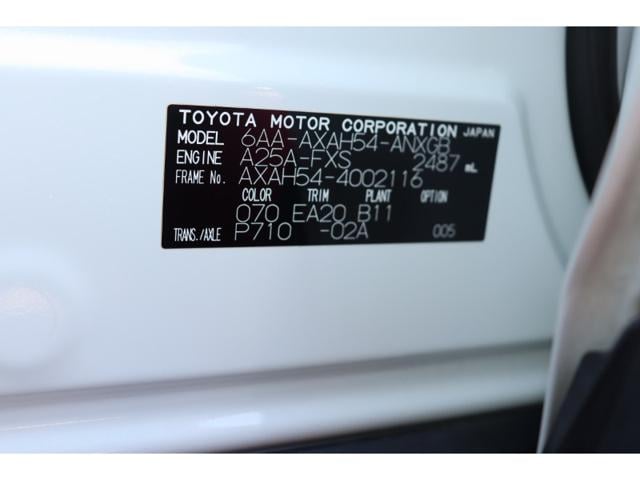 TOYOTA MOTOR CORPORATION JAPAN
MODEL 6AA-AXAH54-ANXGB
ENGINE A25A-FXS 2487 mL
FRAME No. AXAH54-4002116
COLOR TRIM PLANT OPTION
070 EA20 B11
TRANS./AXLE P710 -02A 005